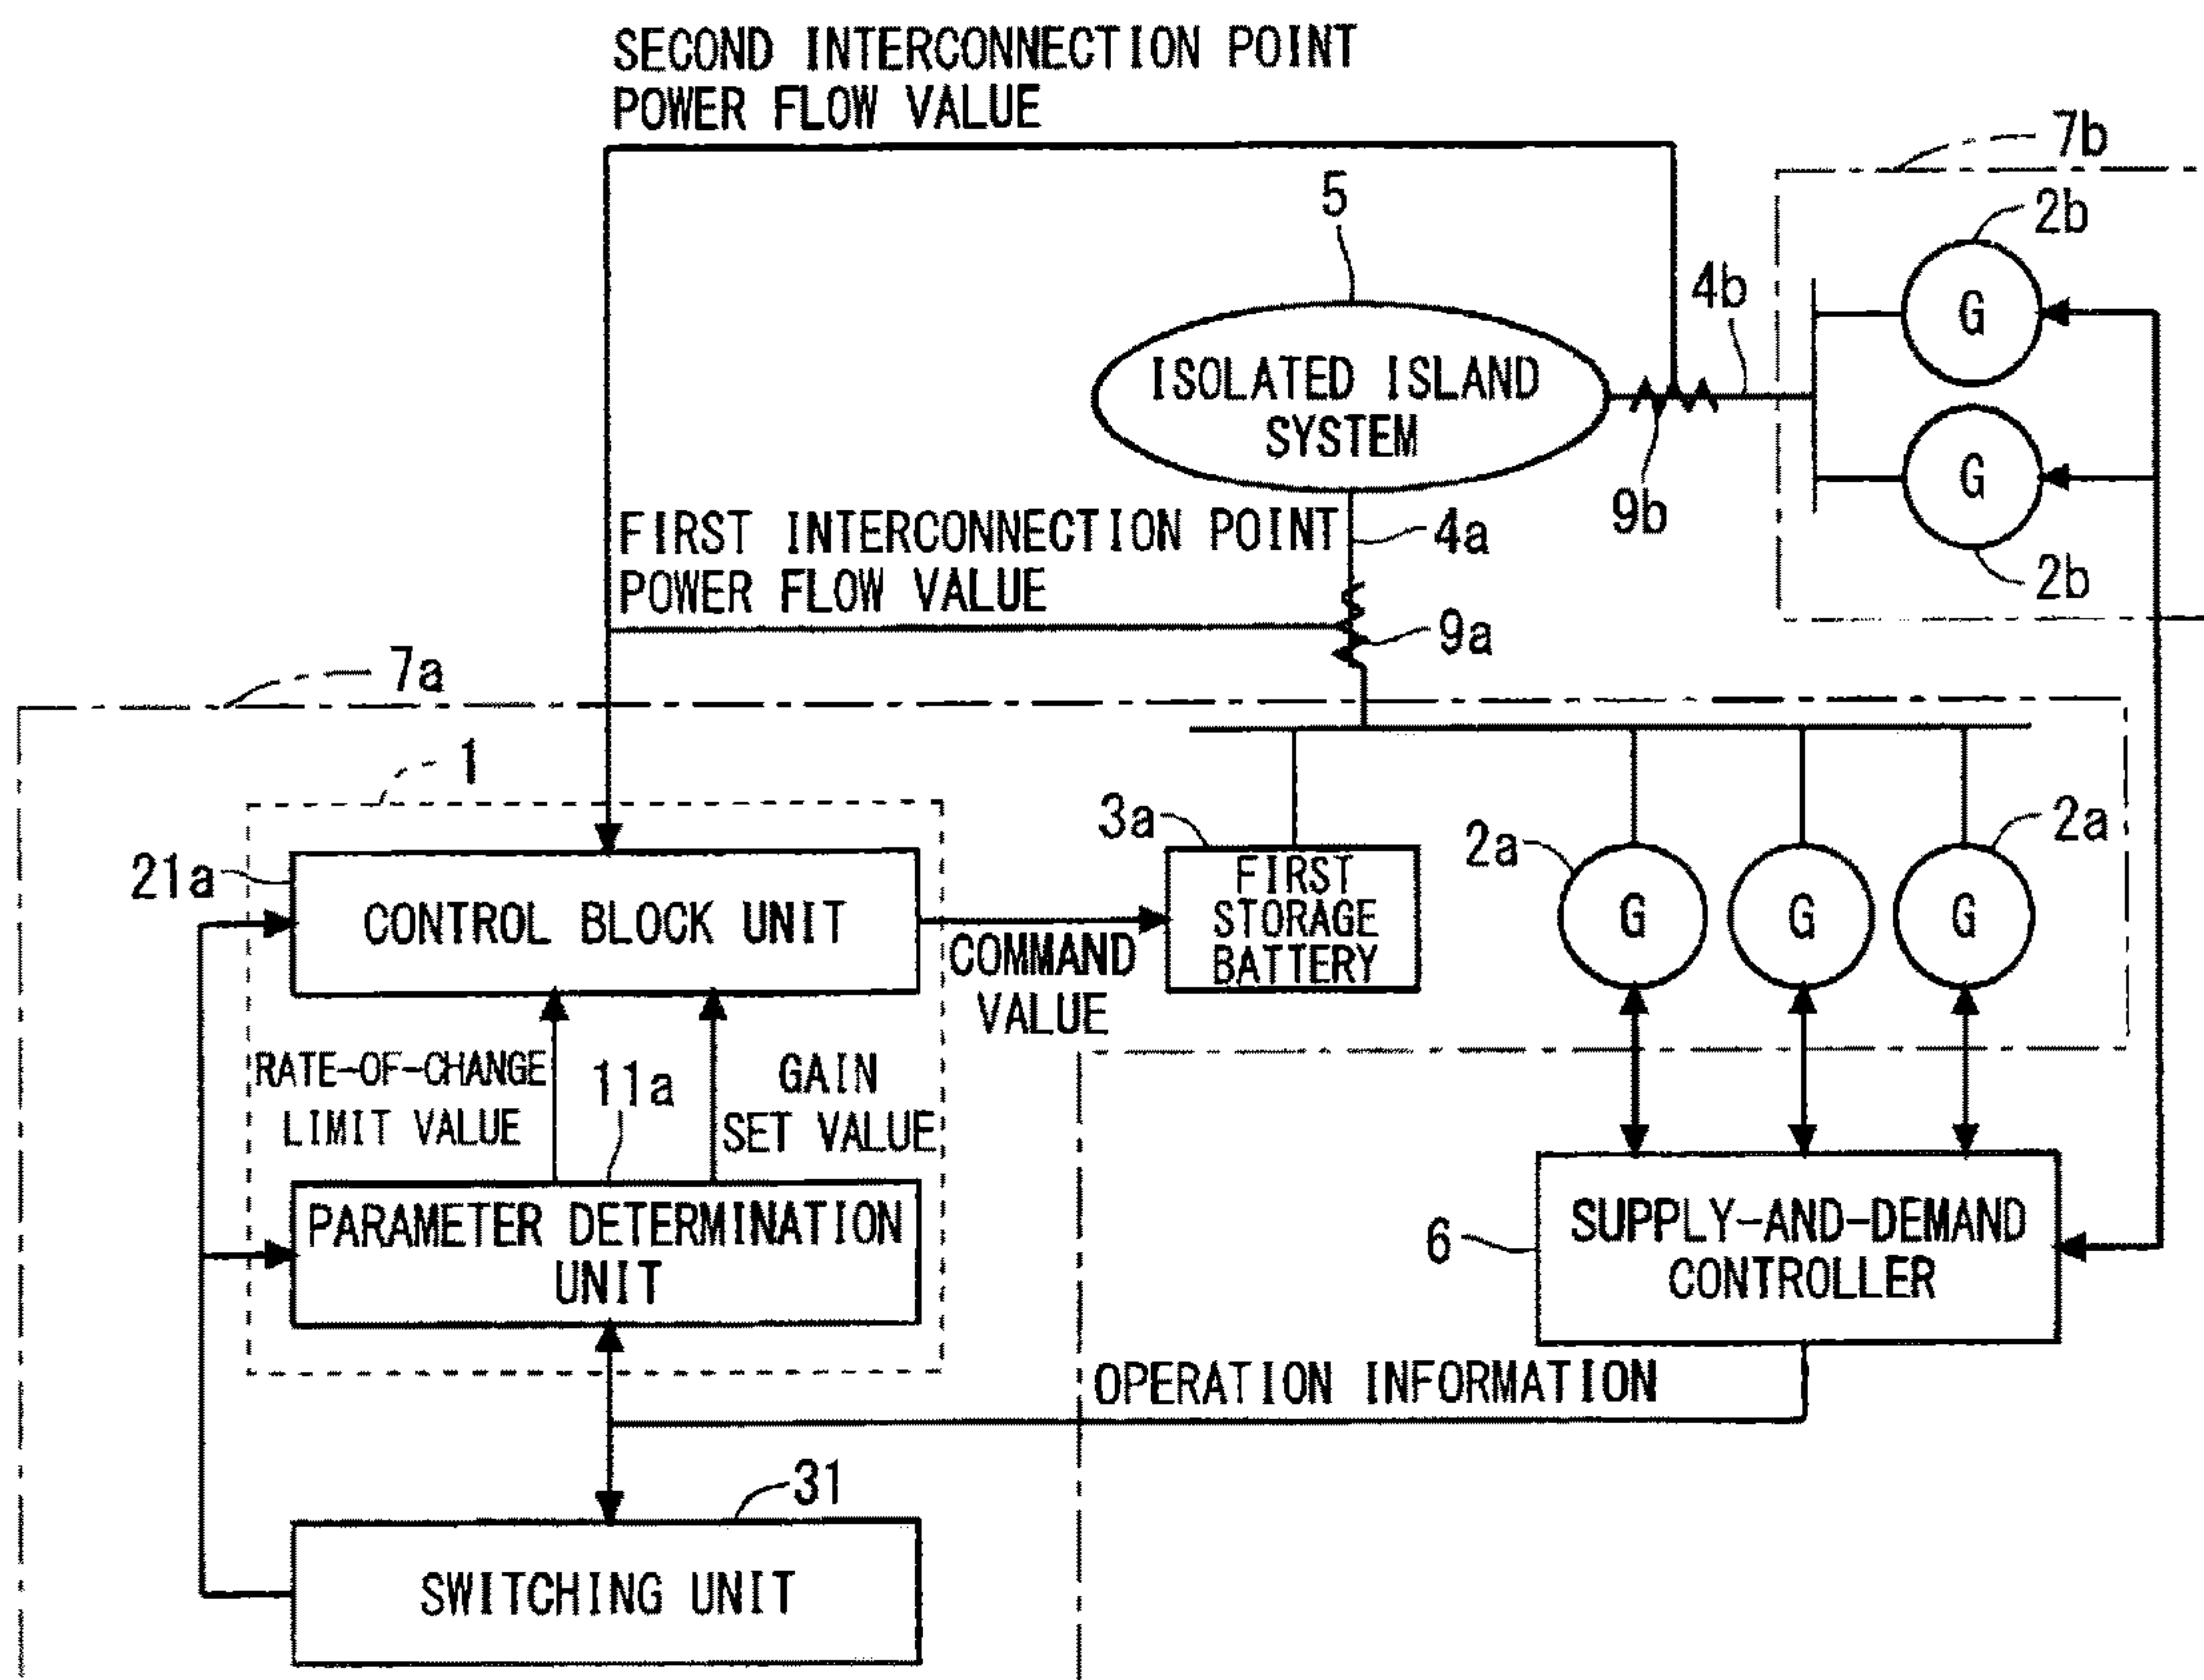 SECOND INTERCONNECTION POINT
POWER FLOW VALUE
7b
5
2b
4b
G
ISOLATED ISLAND
SYSTEM
G
9b
FIRST INTERCONNECTION POINT
4a
POWER FLOW VALUE
2b
9a
7a
1
3a
2a
2a
21a
FIRST
STORAGE
BATTERY
CONTROL BLOCK UNIT
G
G
G
COMMAND
VALUE
RATE-OF-CHANGE
LIMIT VALUE
11a
GAIN
SET VALUE
PARAMETER DETERMINATION
UNIT
6
SUPPLY-AND-DEMAND
CONTROLLER
OPERATION INFORMATION
31
SWITCHING UNIT